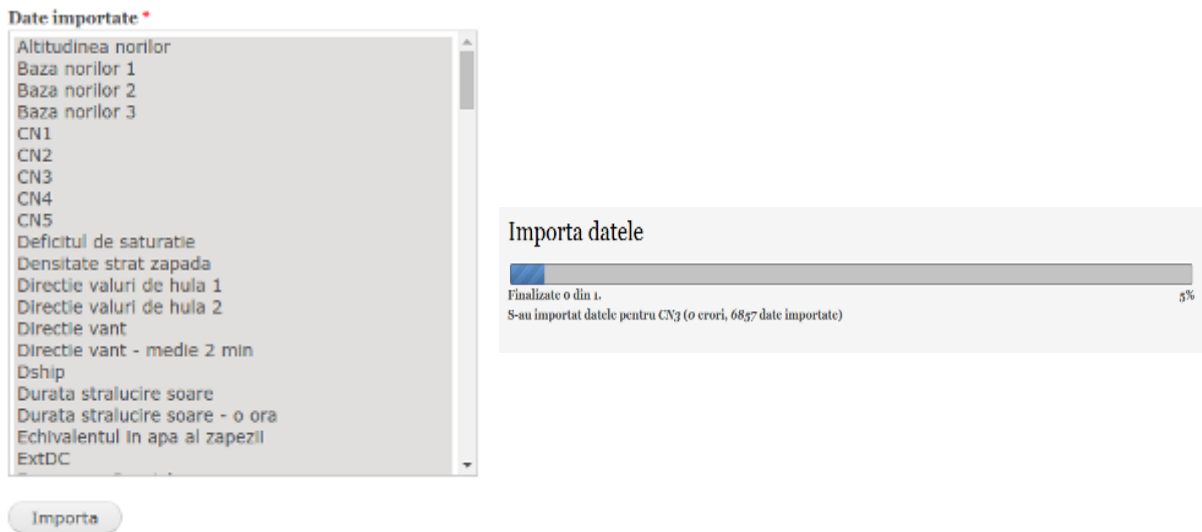 Date importate *
Altitudinea norilor
Baza norilor 1
Baza norilor 2
Baza norilor 3
CN1
CN2
CN3
CN4
CN5
Deficitul de saturatie
Densitate strat zapada
Directie valuri de hula 1
Directie valuri de hula 2
Directie vant
Directie vant - medie 2 min
Dship
Durata stralucire soare
Durata stralucire soare - o ora
Echivalentul in apa al zapezii
ExtDC
Importa
Importa datele
Finalizate 0 din 1.
5%
S-au importat datele pentru CN3 (0 erori, 6857 date importate)